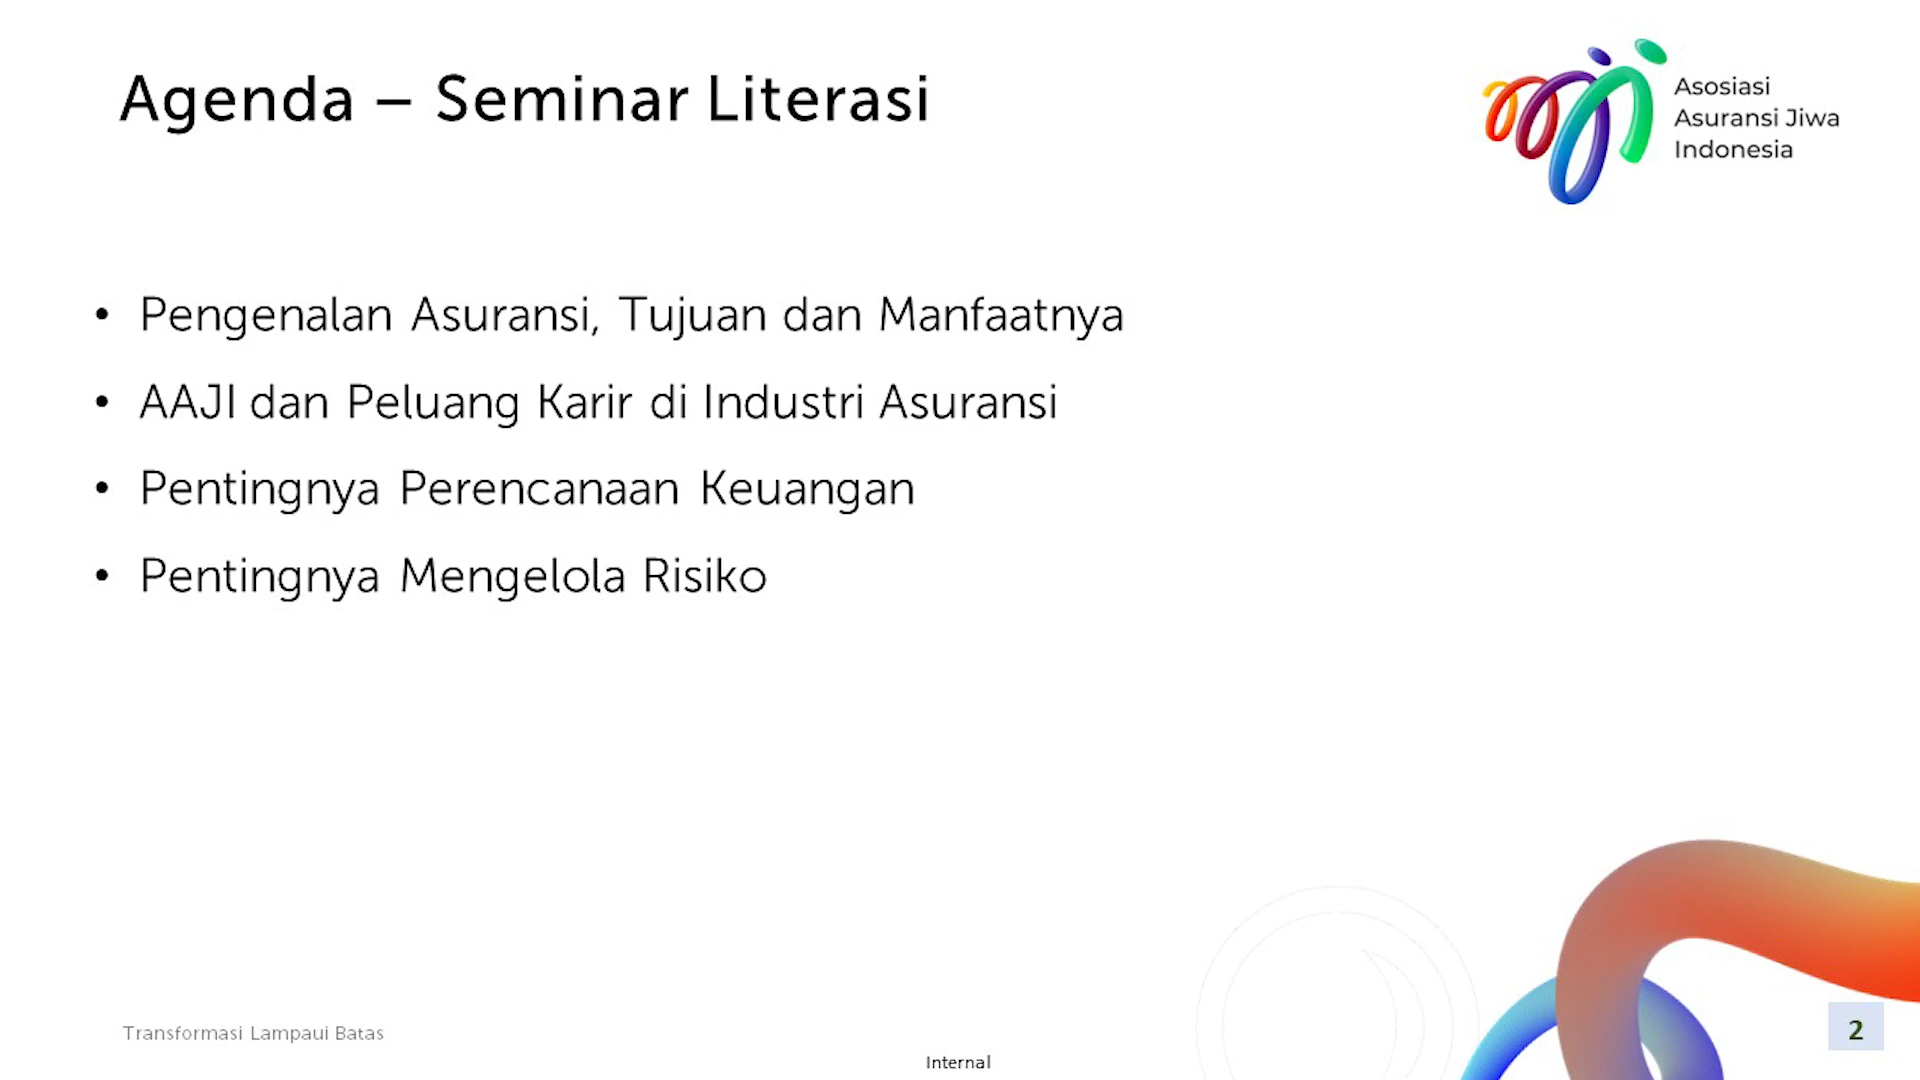 Agenda – Seminar Literasi
Asosiasi
Asuransi Jiwa
Indonesia
• Pengenalan Asuransi, Tujuan dan Manfaatnya
• AAJI dan Peluang Karir di Industri Asuransi
• Pentingnya Perencanaan Keuangan
• Pentingnya Mengelola Risiko
Transformasi Lampaui Batas
Internal
2